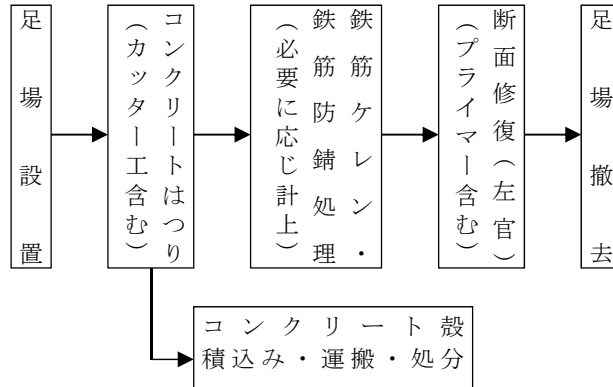 足場設置
コンクリートはつり
（カッター工含む）
鉄筋ケレン・
鉄筋防錆処理
（必要に応じ計上）
断面修復（左官）
（プライマー含む）
足場撤去
コンクリート殻
積込み・運搬・処分